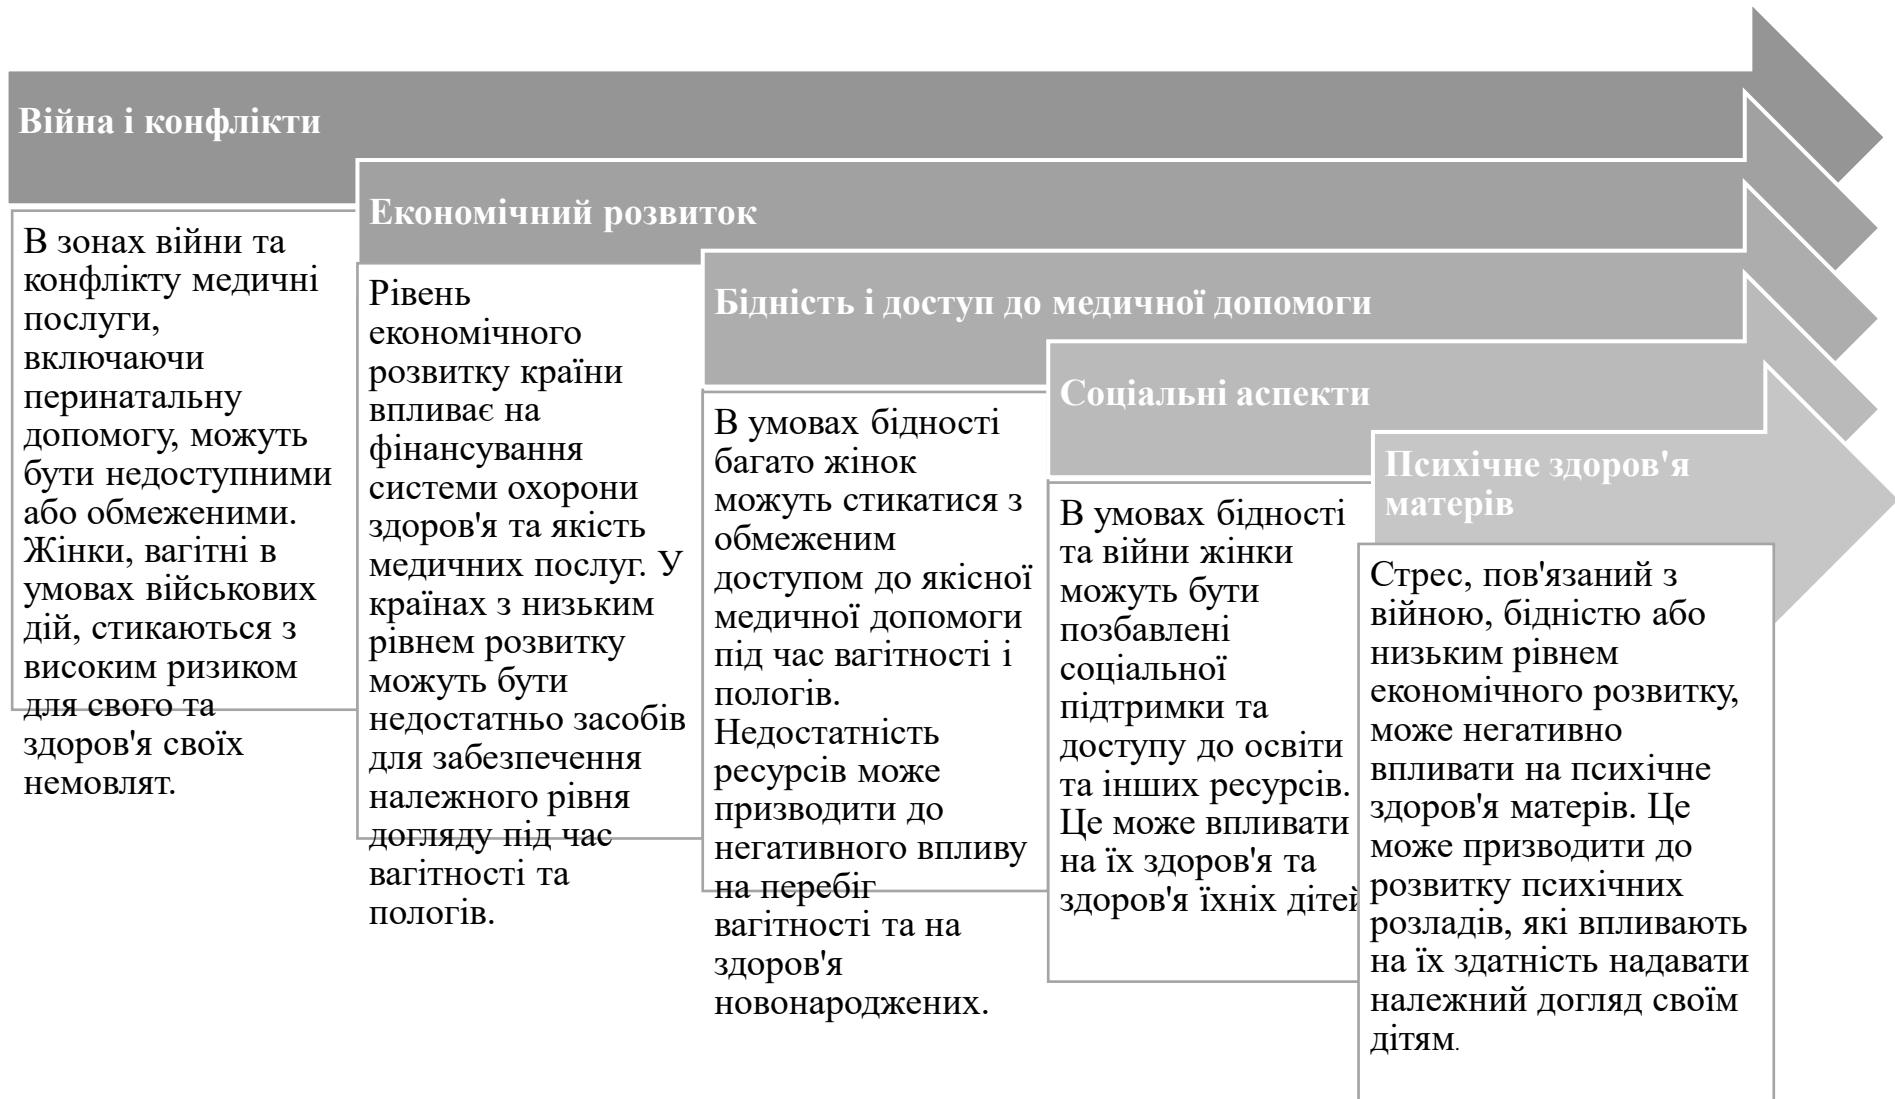 Війна і конфлікти
В зонах війни та
конфлікту медичні
послуги,
включаючи
перинатальну
допомогу, можуть
бути недоступними
або обмеженими.
Жінки, вагітні в
умовах військових
дій, стикаються з
високим ризиком
для свого та
здоров'я своїх
немовлят.
Економічний розвиток
Рівень
економічного
розвитку країни
впливає на
фінансування
системи охорони
здоров'я та якість
медичних послуг. У
країнах з низьким
рівнем розвитку
можуть бути
недостатньо засобів
для забезпечення
належного рівня
догляду під час
вагітності та
пологів.
Бідність і доступ до медичної допомоги
В умовах бідності
багато жінок
можуть стикатися з
обмеженим
доступом до якісної
медичної допомоги
під час вагітності і
пологів.
Недостатність
ресурсів може
призводити до
негативного впливу
на перебіг
вагітності та на
здоров'я
новонароджених.
Соціальні аспекти
В умовах бідності
та війни жінки
можуть бути
позбавлені
соціальної
підтримки та
доступу до освіти
та інших ресурсів.
Це може впливати
на їх здоров'я та
здоров'я їхніх дітей
Психічне здоров'я
матерів
Стрес, пов'язаний з
війною, бідністю або
низьким рівнем
економічного розвитку,
може негативно
впливати на психічне
здоров'я матерів. Це
може призводити до
розвитку психічних
розладів, які впливають
на їх здатність надавати
належний догляд своїм
дітям.